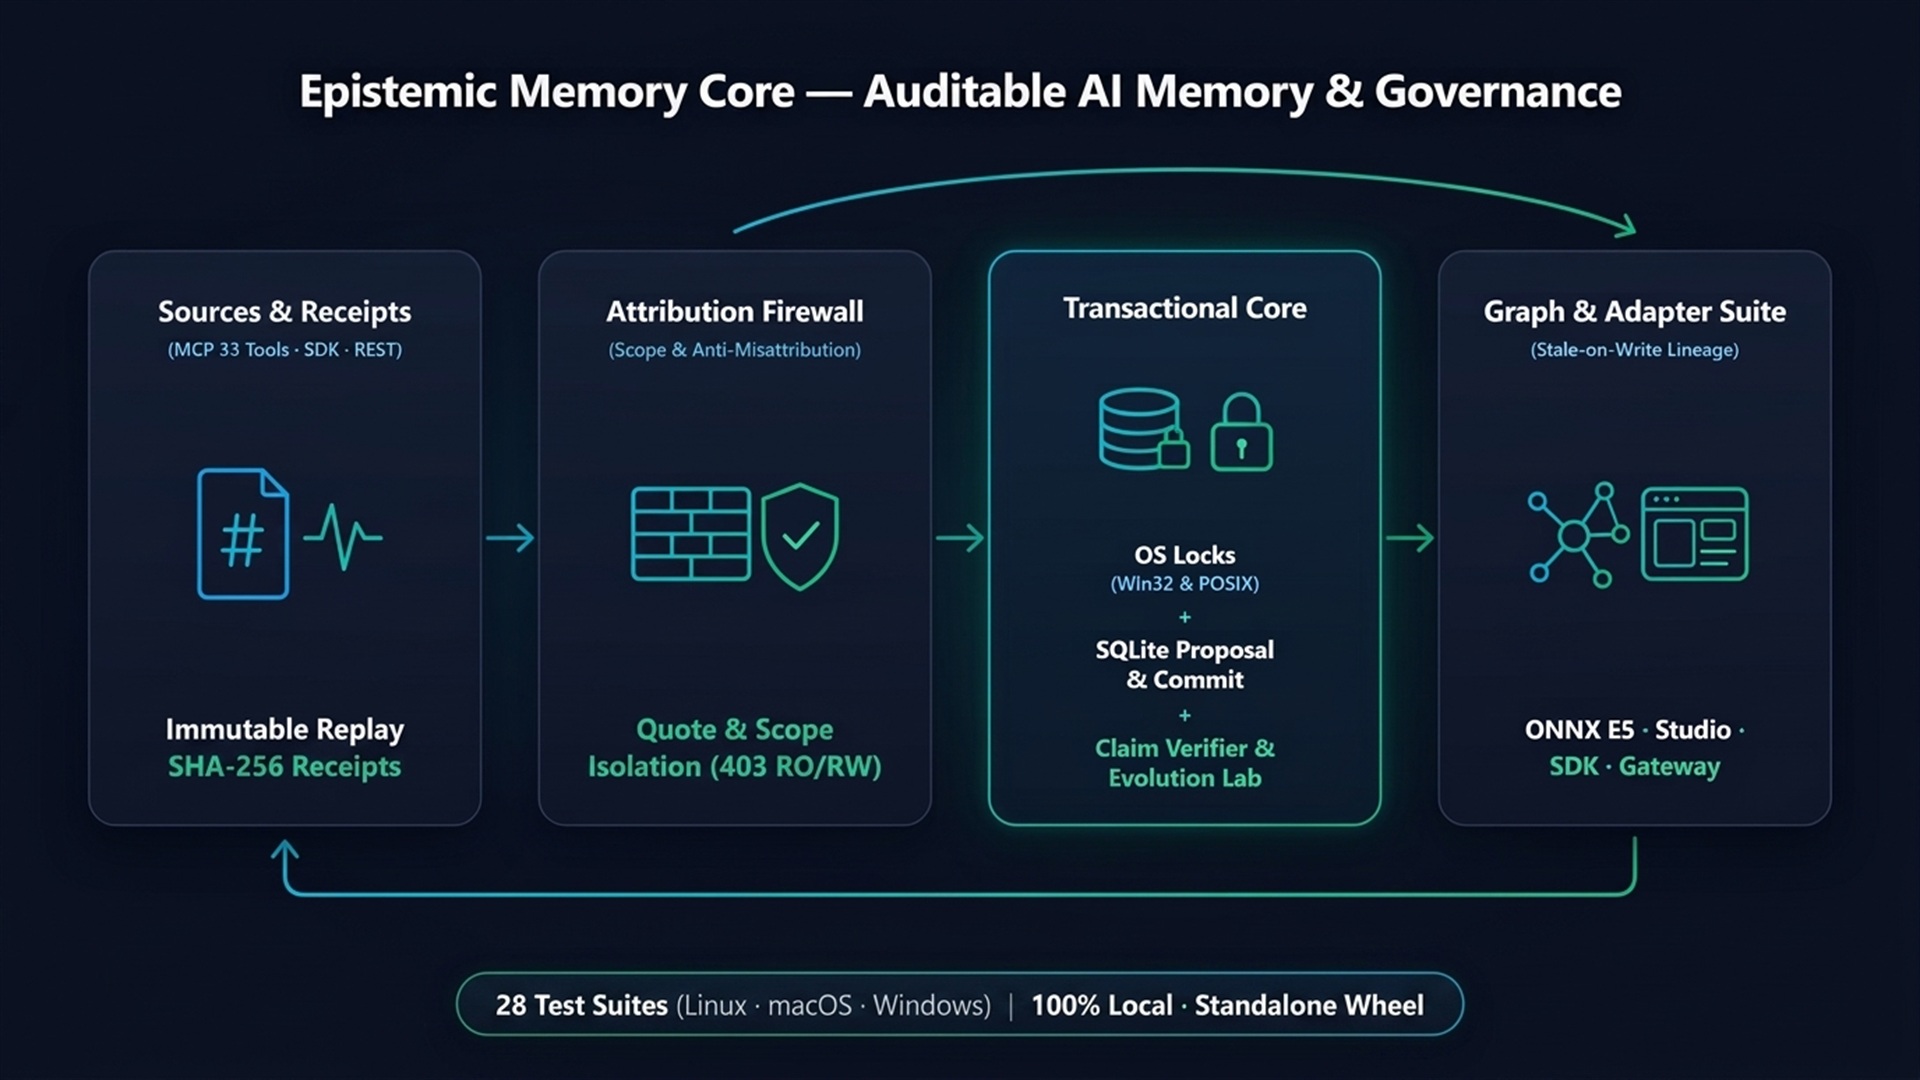 Epistemic Memory Core — Auditable AI Memory & Governance
Sources & Receipts
(MCP 33 Tools · SDK · REST)
#
Immutable Replay
SHA-256 Receipts
Attribution Firewall
(Scope & Anti-Misattribution)
Quote & Scope
Isolation (403 RO/RW)
Transactional Core
OS Locks
(WIn32 & POSIX)
+
SQLite Proposal
& Commit
+
Claim Verifier &
Evolution Lab
Graph & Adapter Suite
(Stale-on-Write Lineage)
ONNX E5 · Studio ·
SDK · Gateway
28 Test Suites (Linux · macOS · Windows) | 100% Local · Standalone Wheel